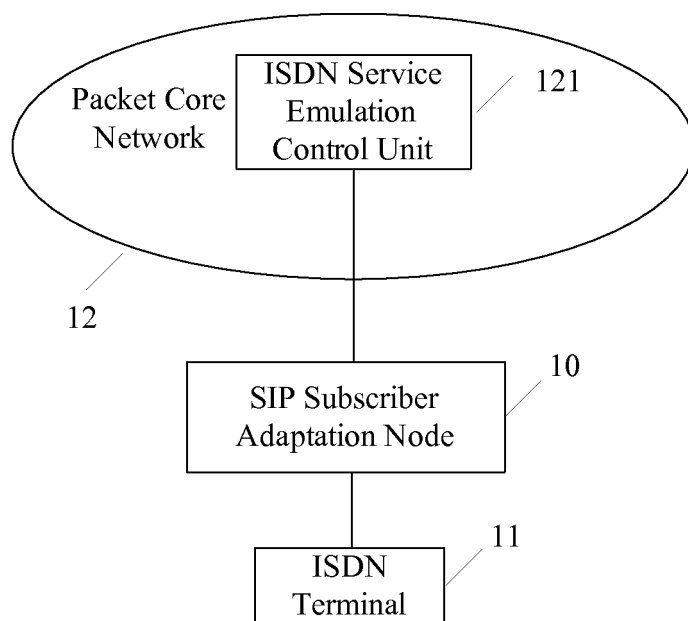 ISDN Service
Emulation
Control Unit
121
Packet Core
Network
12
10
SIP Subscriber
Adaptation Node
11
ISDN
Terminal